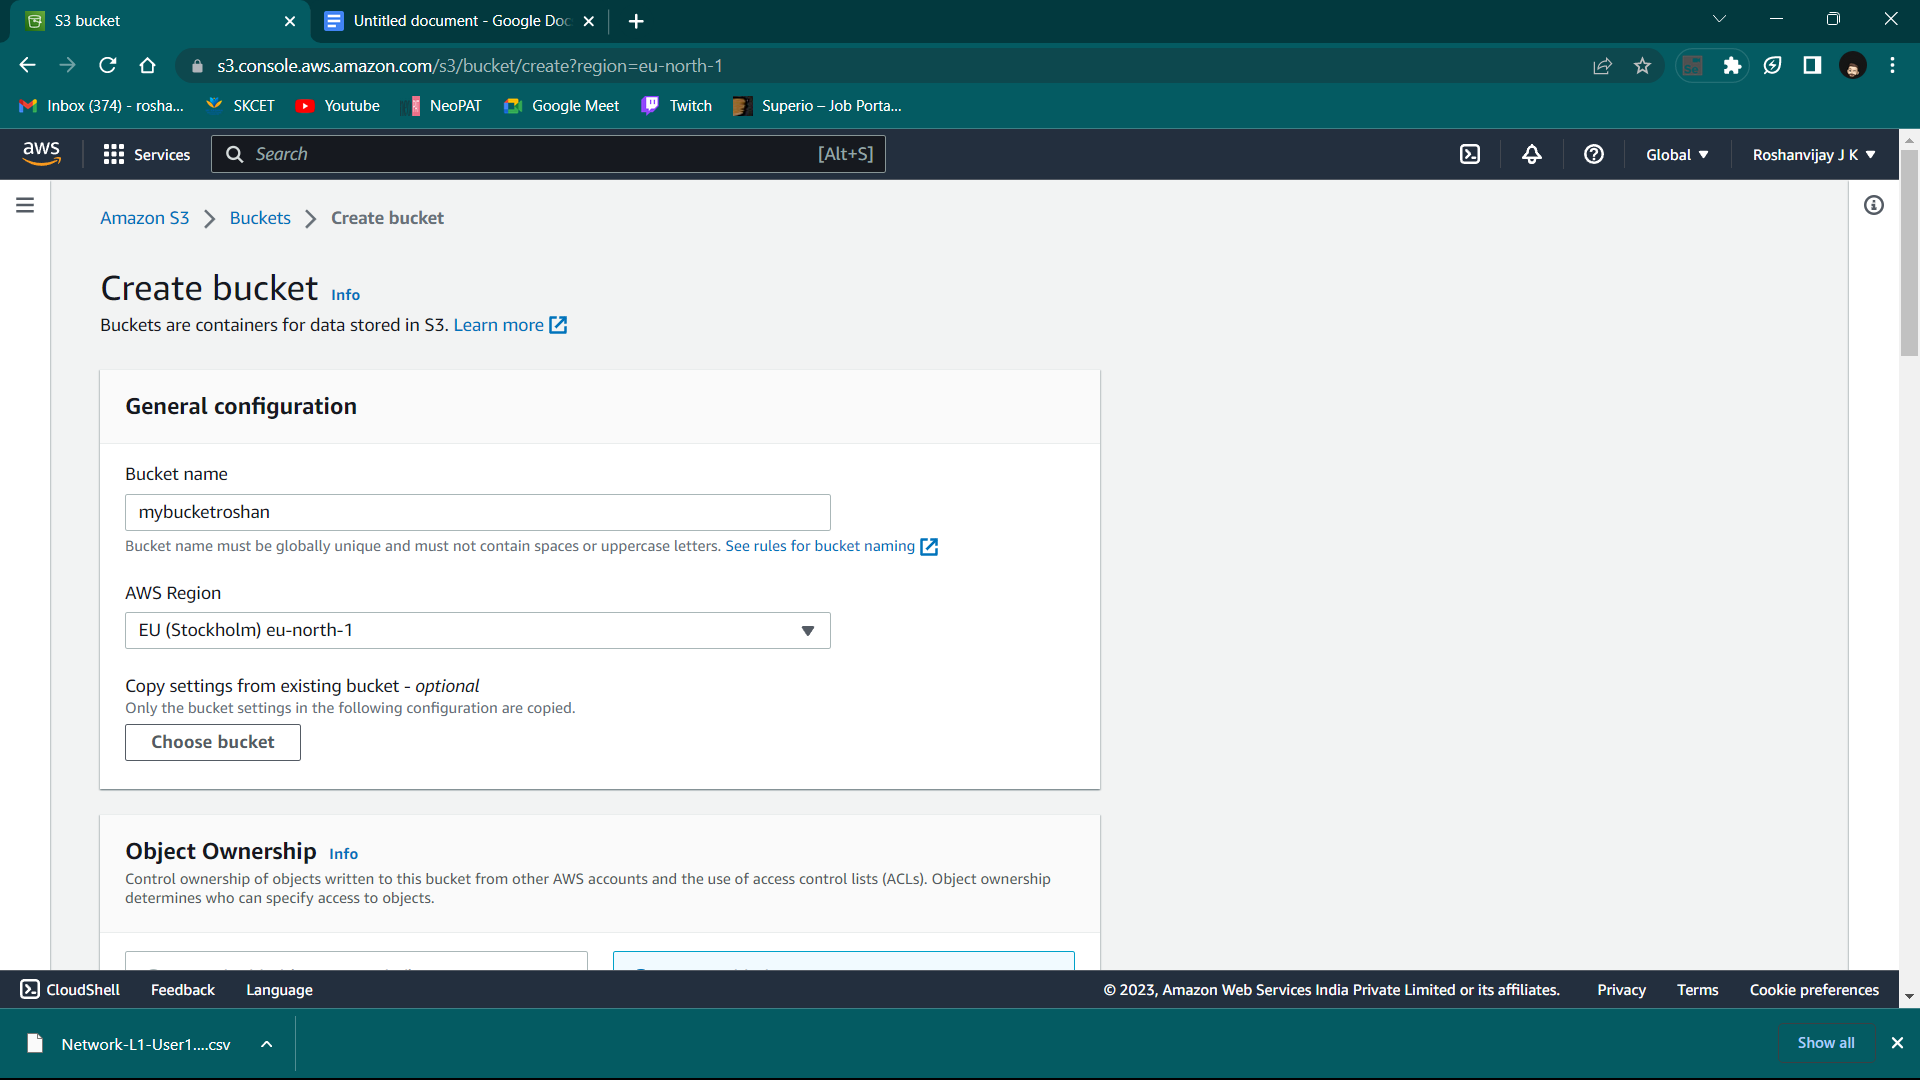 S3 bucket
Untitled document - Google Doc
s3.console.aws.amazon.com/s3/bucket/create?region=eu-north-1
Inbox (374) - rosha... SKCET Youtube NeoPAT Google Meet Twitch Superio – Job Porta...
aws Services Search [Alt+S] Global Roshanvijay J K
Amazon S3 Buckets Create bucket
Create bucket Info
Buckets are containers for data stored in S3. Learn more
General configuration
Bucket name
mybucketroshan
Bucket name must be globally unique and must not contain spaces or uppercase letters. See rules for bucket naming
AWS Region
EU (Stockholm) eu-north-1
Copy settings from existing bucket - optional
Only the bucket settings in the following configuration are copied.
Choose bucket
Object Ownership Info
Control ownership of objects written to this bucket from other AWS accounts and the use of access control lists (ACLs). Object ownership
determines who can specify access to objects.
CloudShell Feedback Language © 2023, Amazon Web Services India Private Limited or its affiliates. Privacy Terms Cookie preferences
Network-L1-User1....csv Show all